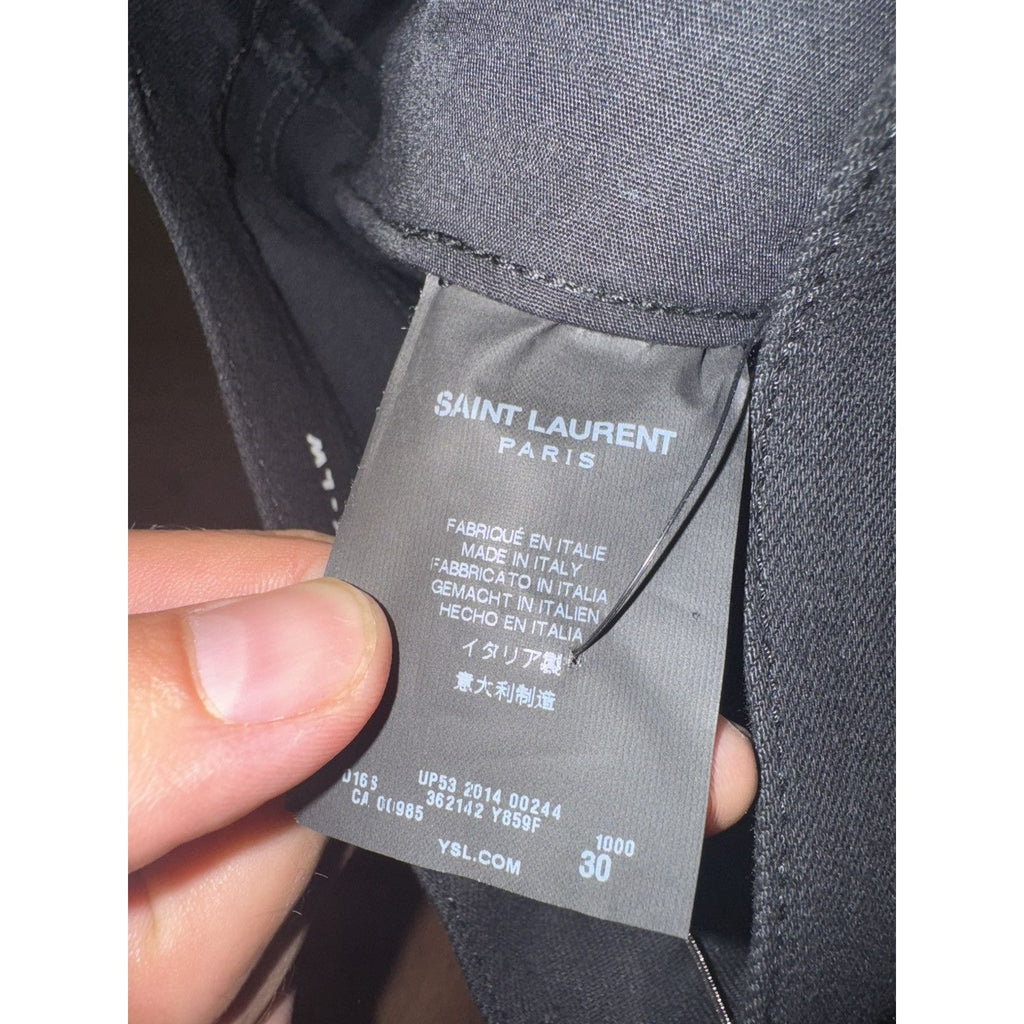 SAINT LAURENT
PARIS
FABRIQUÉ EN ITALIE
MADE IN ITALY
FABBRICATO IN ITALIA
GEMACHT IN ITALIEN
HECHO EN ITALIA
イタリア製
意大利制造
UP53 2014 00244
CA 00985 362142 Y859F
1000
YSL.COM 30